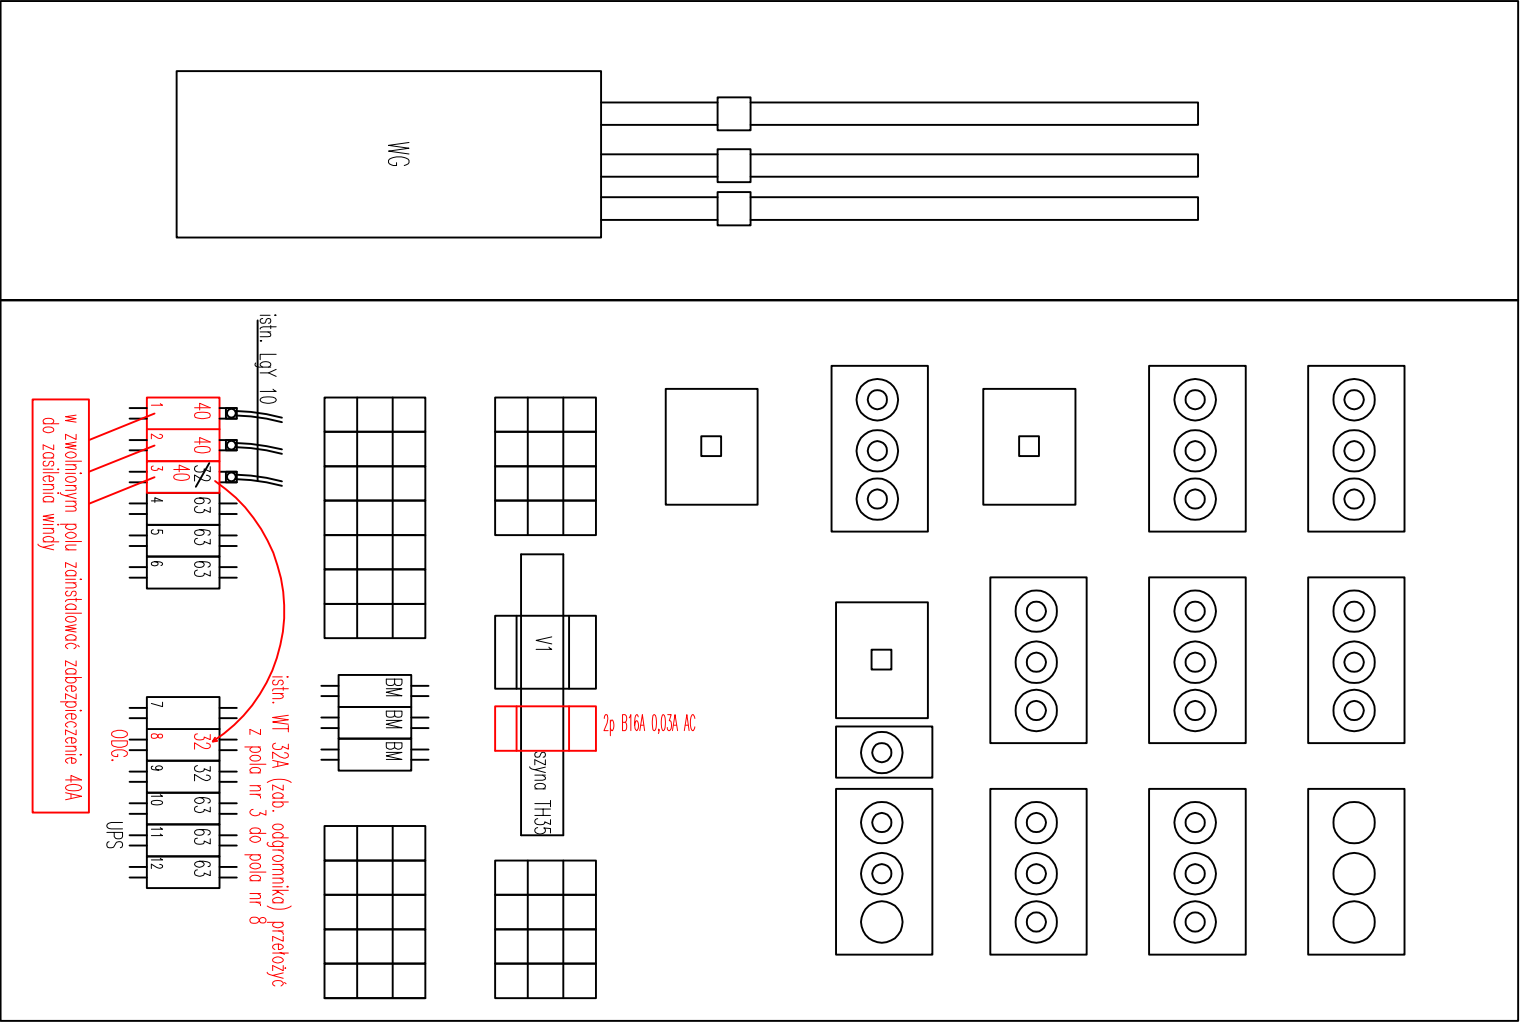 WG
istn. LgY 10
1 40
2 40
3 40 32
4 63
5 63
6 63
w zwolnionym polu zainstalować zabezpieczenie 40A
do zasilenia windy
7
8 32
9 32
10 63
11 63
12 63
ODG.
UPS
istn. WT 32A (zab. odgromnika) przełożyć
z pola nr 3 do pola nr 8
BM
BM
BM
V1
2p B16A 0,03A AC
szyna TH35